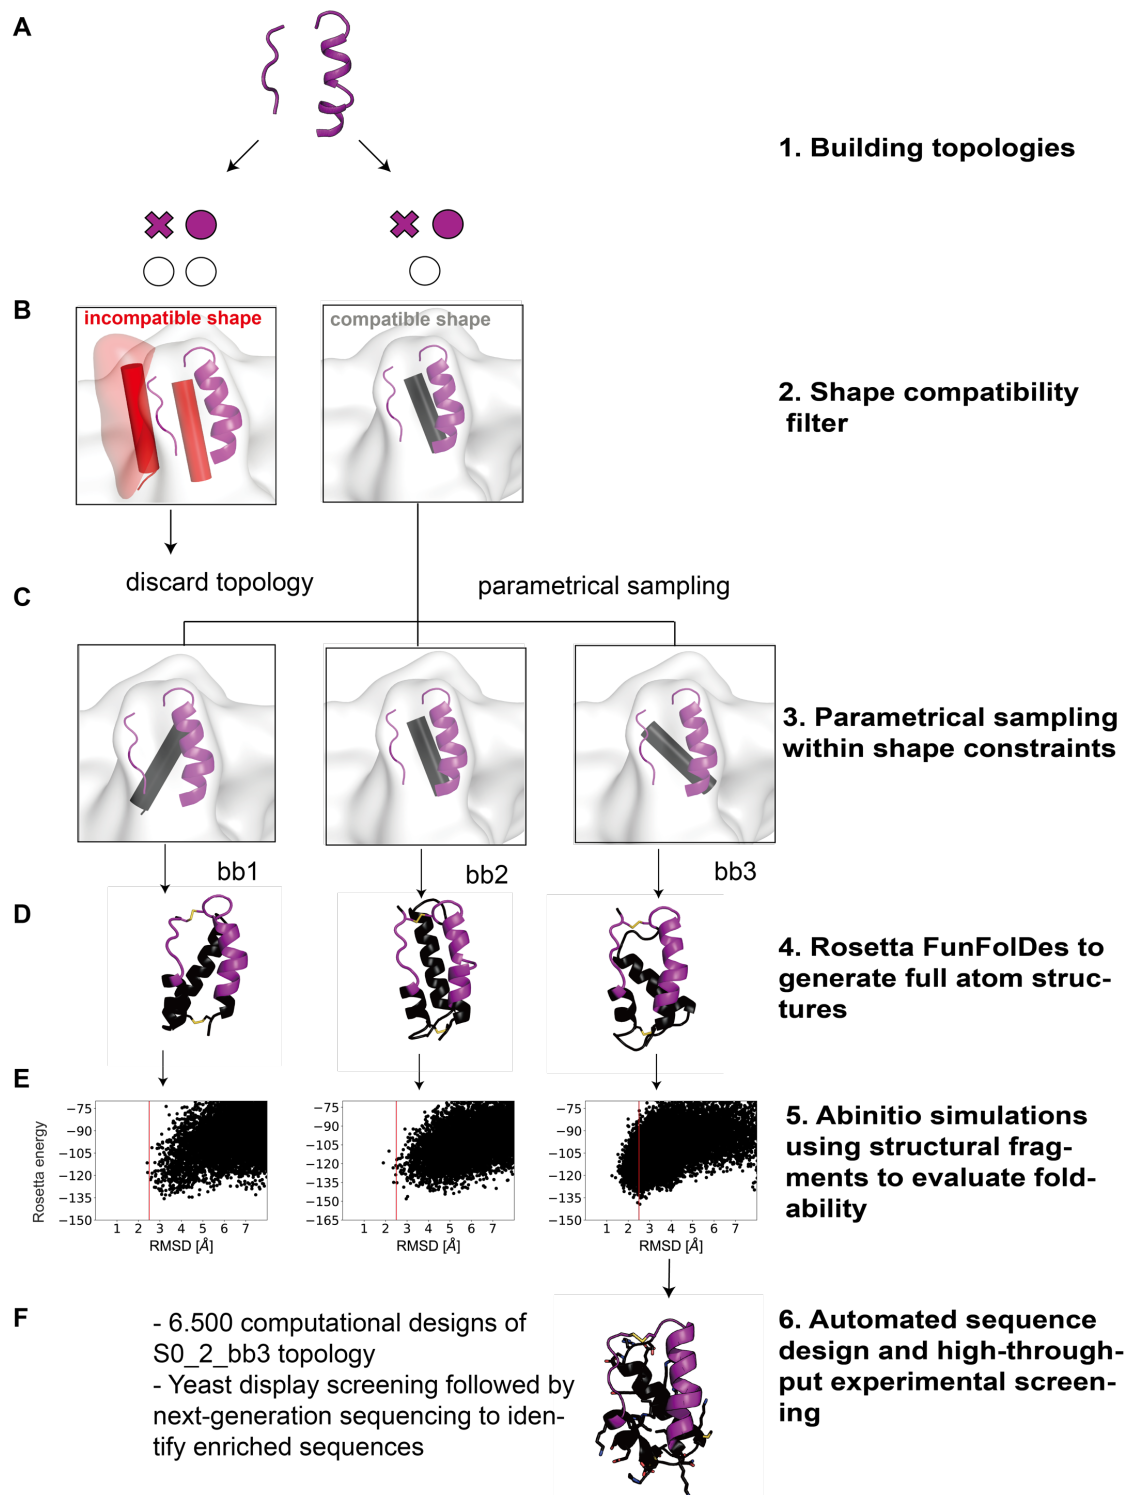 A
1. Building topologies
B
incompatible shape
compatible shape
2. Shape compatibility
filter
discard topology
parametrical sampling
C
3. Parametrical sampling
within shape constraints
bb1
bb2
bb3
D
4. Rosetta FunFolDes to
generate full atom struc-
tures
E
Rosetta energy
−75
−90
−105
−120
−135
−150
1 2 3 4 5 6 7
RMSD [Å]
−75
−90
−105
−120
−135
−150
−165
1 2 3 4 5 6 7
RMSD [Å]
−75
−90
−105
−120
−135
−150
1 2 3 4 5 6 7
RMSD [Å]
5. Abinitio simulations
using structural frag-
ments to evaluate fold-
ability
F
- 6.500 computational designs of
S0_2_bb3 topology
- Yeast display screening followed by
next-generation sequencing to iden-
tify enriched sequences
6. Automated sequence
design and high-through-
put experimental screen-
ing